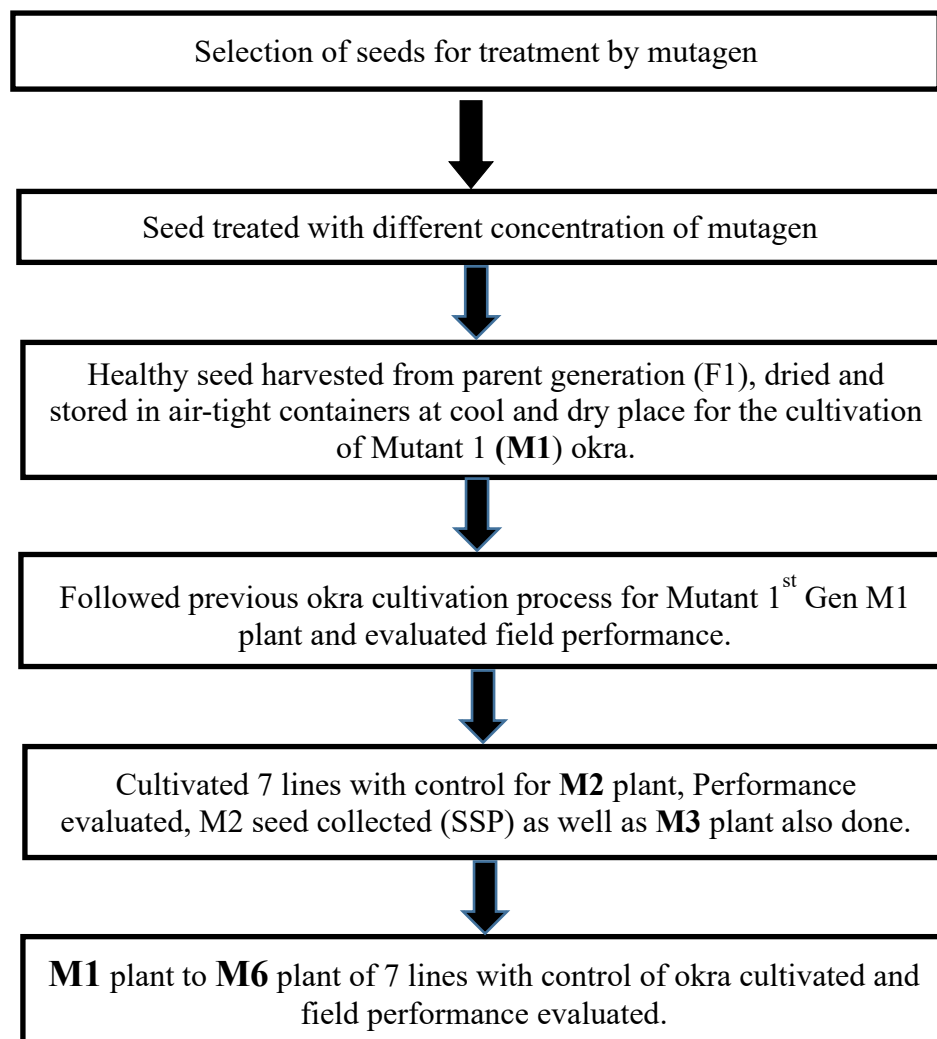 Selection of seeds for treatment by mutagen
Seed treated with different concentration of mutagen
Healthy seed harvested from parent generation (F1), dried and
stored in air-tight containers at cool and dry place for the cultivation
of Mutant 1 (M1) okra.
Followed previous okra cultivation process for Mutant 1st Gen M1
plant and evaluated field performance.
Cultivated 7 lines with control for M2 plant, Performance
evaluated, M2 seed collected (SSP) as well as M3 plant also done.
M1 plant to M6 plant of 7 lines with control of okra cultivated and
field performance evaluated.